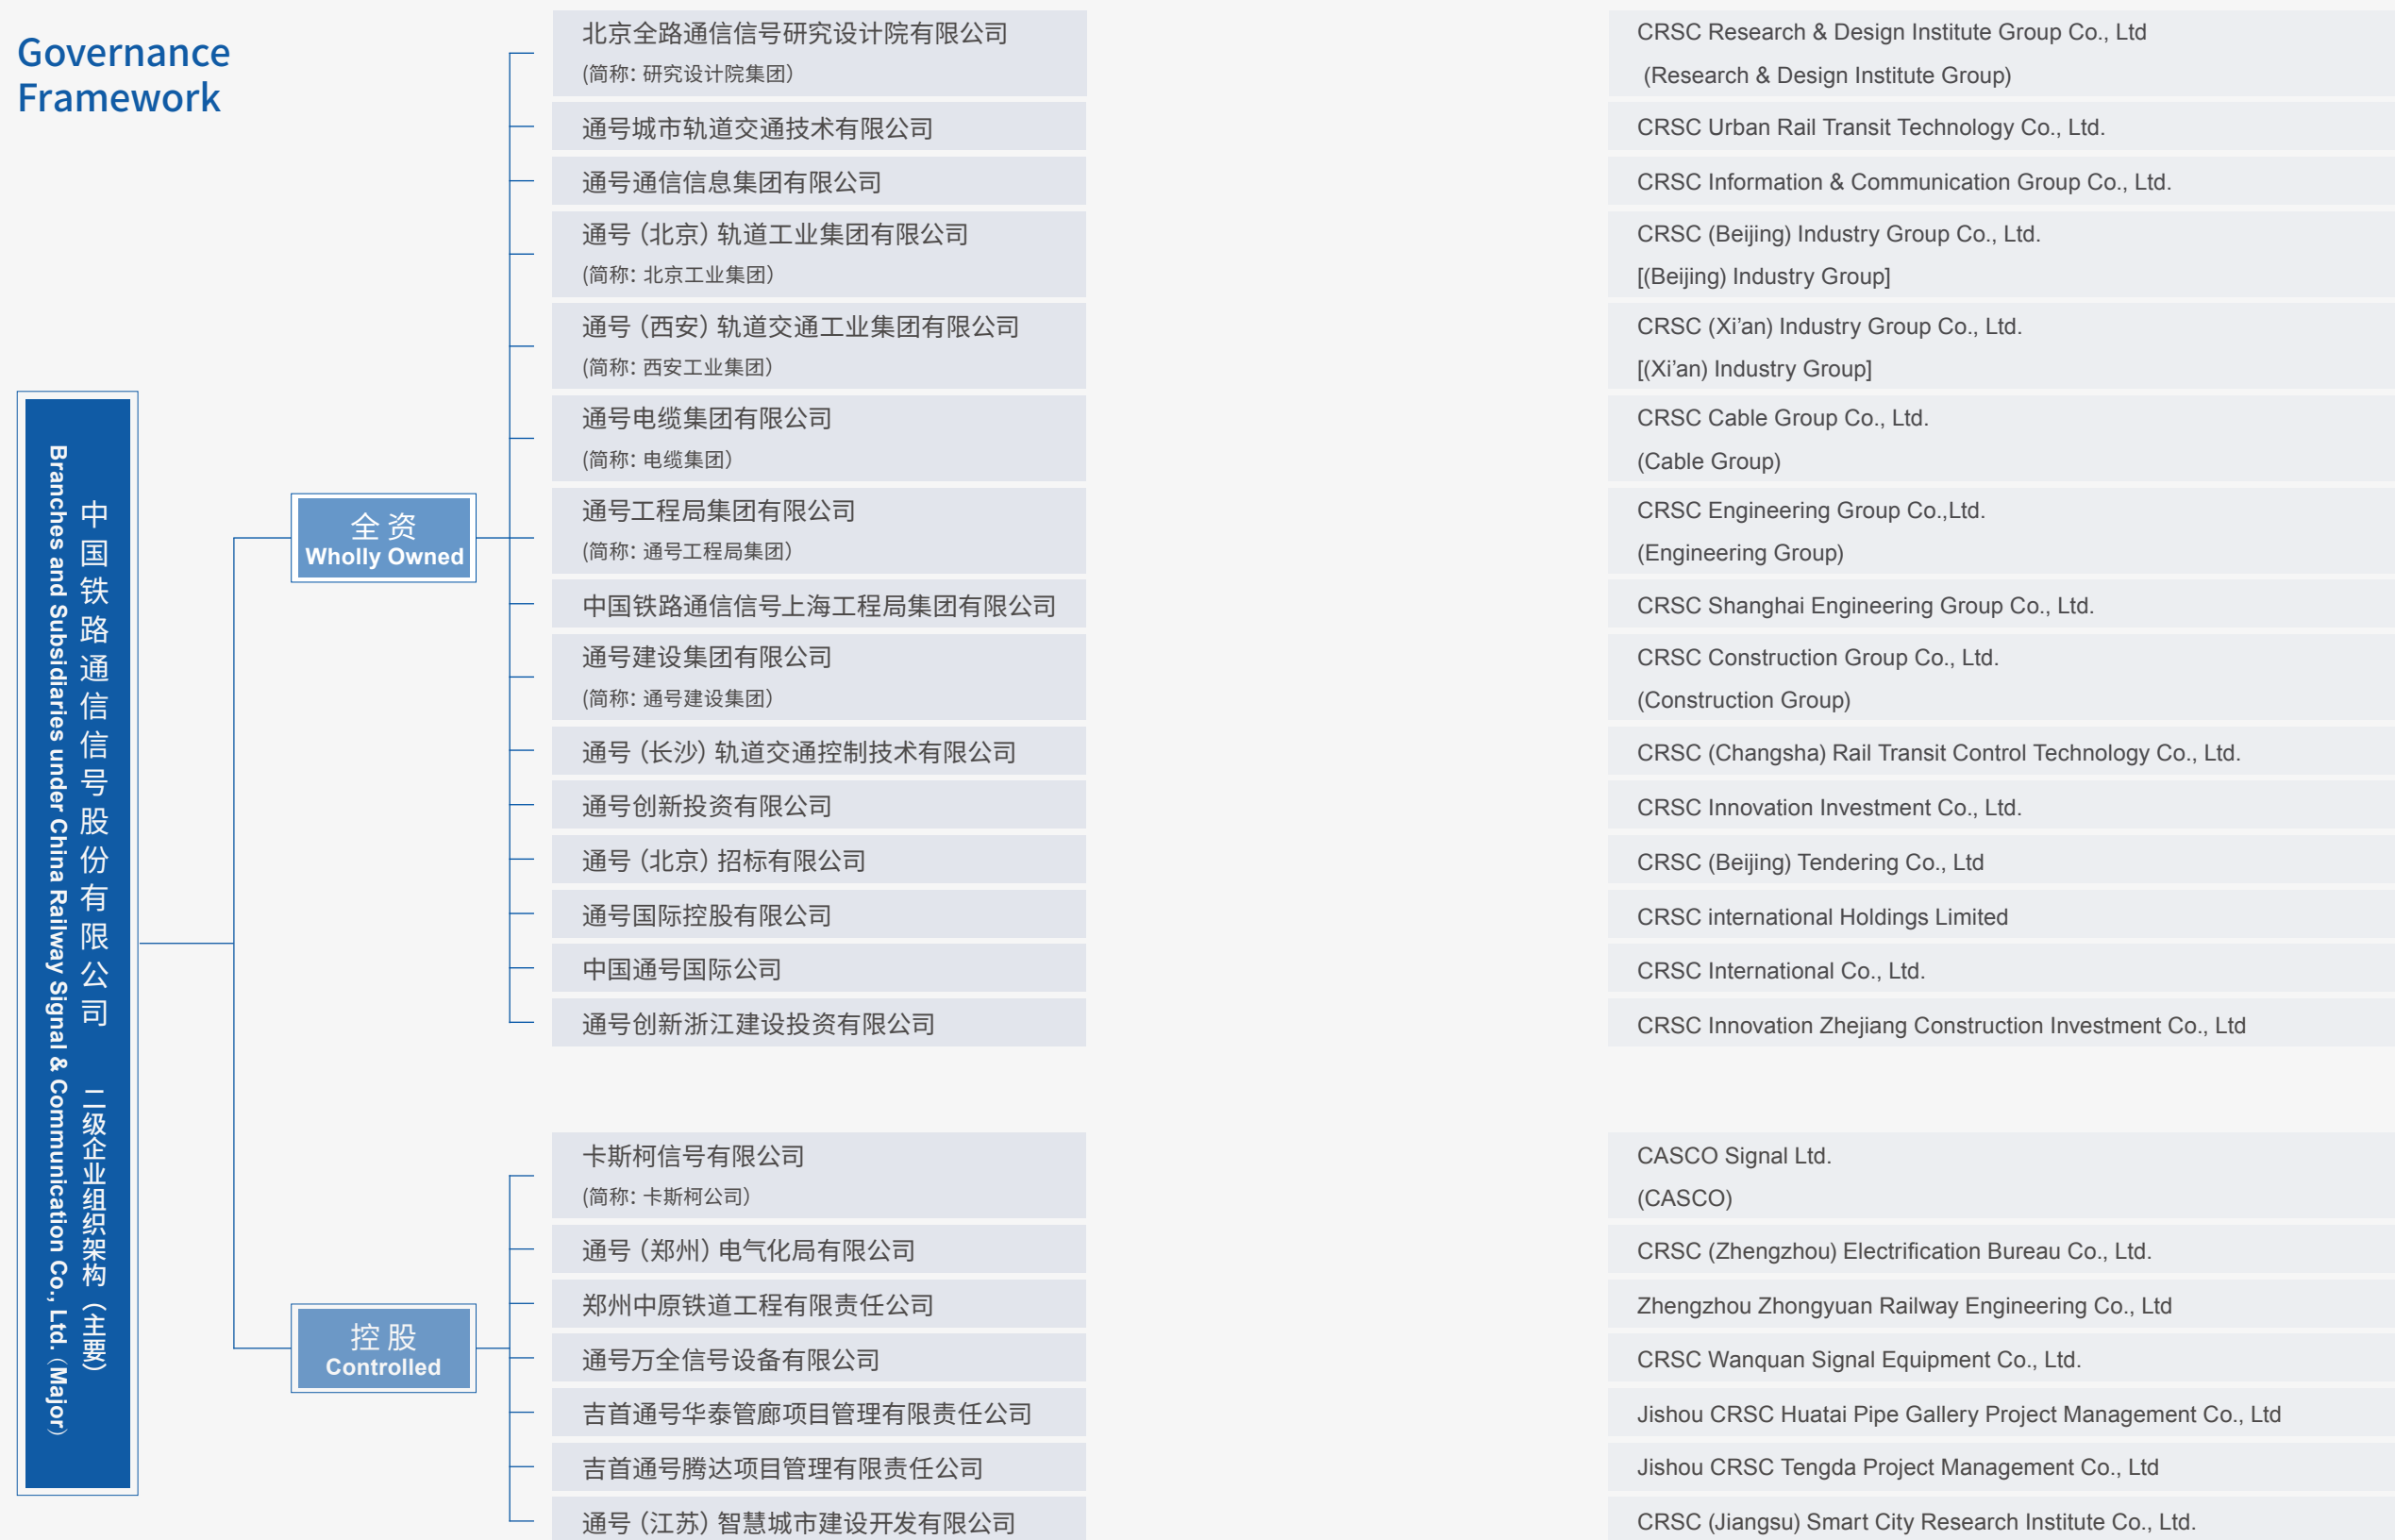 Governance
Framework
中国铁路通信信号股份有限公司 二级企业组织架构（主要）
Branches and Subsidiaries under China Railway Signal & Communication Co., Ltd.（Major）
全资
Wholly Owned
北京全路通信信号研究设计院有限公司
(简称: 研究设计院集团）
CRSC Research & Design Institute Group Co., Ltd
(Research & Design Institute Group)
通号城市轨道交通技术有限公司
CRSC Urban Rail Transit Technology Co., Ltd.
通号通信信息集团有限公司
CRSC Information & Communication Group Co., Ltd.
通号（北京）轨道工业集团有限公司
(简称: 北京工业集团）
CRSC (Beijing) Industry Group Co., Ltd.
[(Beijing) Industry Group]
通号（西安）轨道交通工业集团有限公司
(简称: 西安工业集团）
CRSC (Xi’an) Industry Group Co., Ltd.
[(Xi’an) Industry Group]
通号电缆集团有限公司
(简称: 电缆集团）
CRSC Cable Group Co., Ltd.
(Cable Group)
通号工程局集团有限公司
(简称: 通号工程局集团）
CRSC Engineering Group Co.,Ltd.
(Engineering Group)
中国铁路通信信号上海工程局集团有限公司
CRSC Shanghai Engineering Group Co., Ltd.
通号建设集团有限公司
(简称: 通号建设集团）
CRSC Construction Group Co., Ltd.
(Construction Group)
通号（长沙）轨道交通控制技术有限公司
CRSC (Changsha) Rail Transit Control Technology Co., Ltd.
通号创新投资有限公司
CRSC Innovation Investment Co., Ltd.
通号（北京）招标有限公司
CRSC (Beijing) Tendering Co., Ltd
通号国际控股有限公司
CRSC international Holdings Limited
中国通号国际公司
CRSC International Co., Ltd.
通号创新浙江建设投资有限公司
CRSC Innovation Zhejiang Construction Investment Co., Ltd
控股
Controlled
卡斯柯信号有限公司
(简称: 卡斯柯公司）
CASCO Signal Ltd.
(CASCO)
通号（郑州）电气化局有限公司
CRSC (Zhengzhou) Electrification Bureau Co., Ltd.
郑州中原铁道工程有限责任公司
Zhengzhou Zhongyuan Railway Engineering Co., Ltd
通号万全信号设备有限公司
CRSC Wanquan Signal Equipment Co., Ltd.
吉首通号华泰管廊项目管理有限责任公司
Jishou CRSC Huatai Pipe Gallery Project Management Co., Ltd
吉首通号腾达项目管理有限责任公司
Jishou CRSC Tengda Project Management Co., Ltd
通号（江苏）智慧城市建设开发有限公司
CRSC (Jiangsu) Smart City Research Institute Co., Ltd.